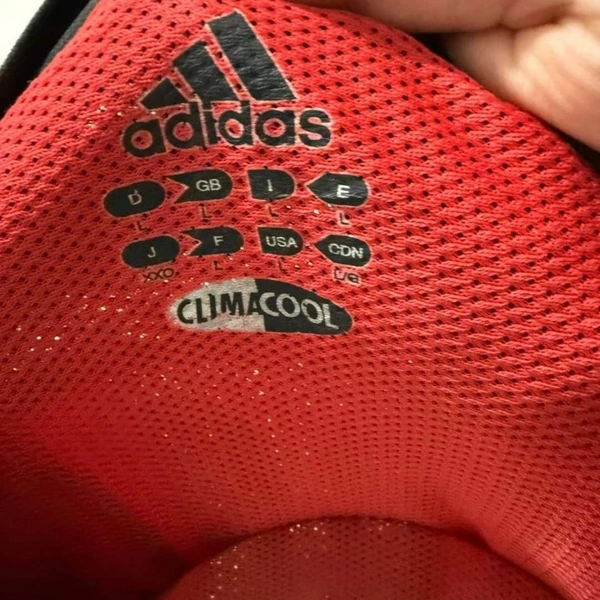 adidas
D GB I E
L L L L
J F USA CDN
XXO L L L/G
CLIMACOOL